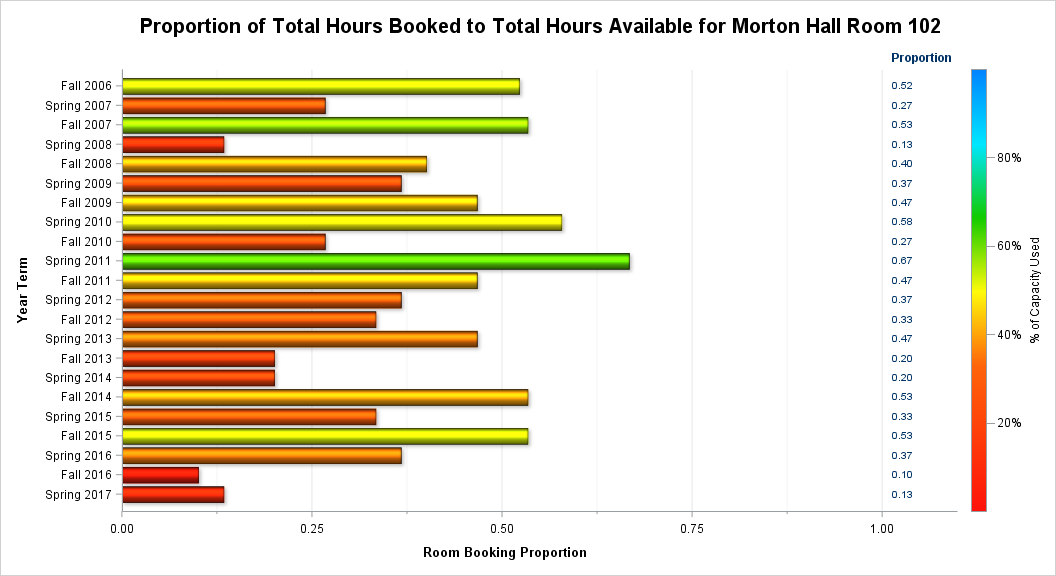 Proportion of Total Hours Booked to Total Hours Available for Morton Hall Room 102
Proportion
Fall 2006 0.52
Spring 2007 0.27
Fall 2007 0.53
Spring 2008 0.13
Fall 2008 0.40
Spring 2009 0.37
Fall 2009 0.47
Spring 2010 0.58
Fall 2010 0.27
Spring 2011 0.67
Fall 2011 0.47
Spring 2012 0.37
Fall 2012 0.33
Spring 2013 0.47
Fall 2013 0.20
Spring 2014 0.20
Fall 2014 0.53
Spring 2015 0.33
Fall 2015 0.53
Spring 2016 0.37
Fall 2016 0.10
Spring 2017 0.13
Year Term
0.00 0.25 0.50 0.75 1.00
Room Booking Proportion
80%
60%
40%
20%
% of Capacity Used